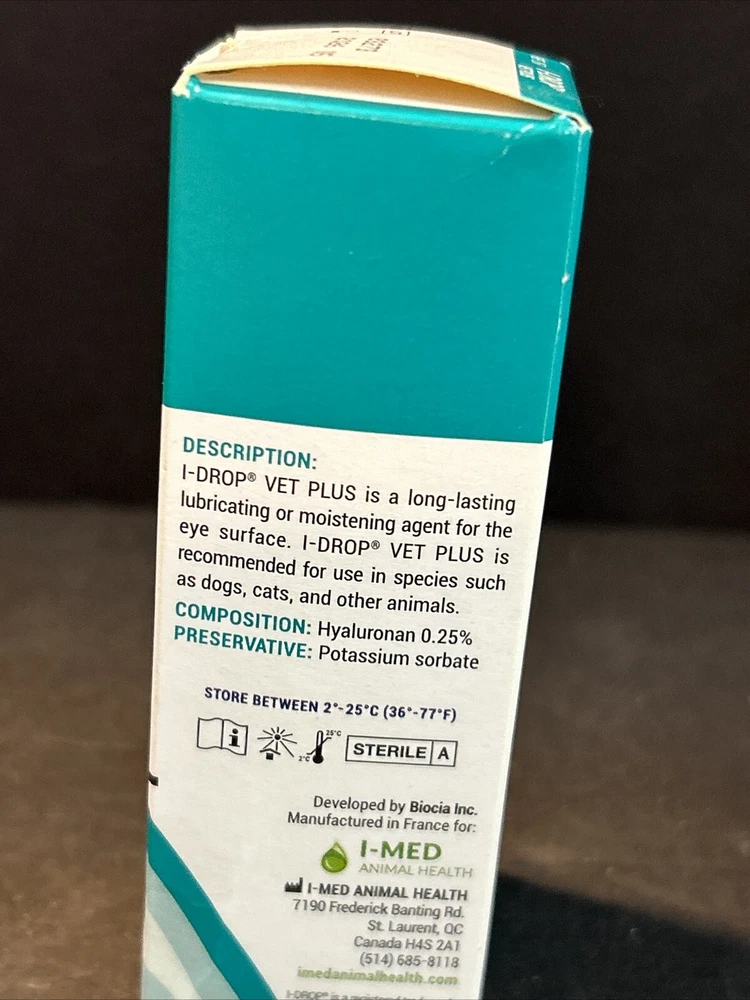 DESCRIPTION:
I-DROP® VET PLUS is a long-lasting
lubricating or moistening agent for the
eye surface. I-DROP® VET PLUS is
recommended for use in species such
as dogs, cats, and other animals.
COMPOSITION: Hyaluronan 0.25%
PRESERVATIVE: Potassium sorbate
STORE BETWEEN 2°-25°C (36°-77°F)
i
2°C
25°C
STERILE A
Developed by Biocia Inc.
Manufactured in France for:
I-MED
ANIMAL HEALTH
I-MED ANIMAL HEALTH
7190 Frederick Banting Rd.
St. Laurent, QC
Canada H4S 2A1
(514) 685-8118
imedanimalhealth.com
I-DROP® is a registered